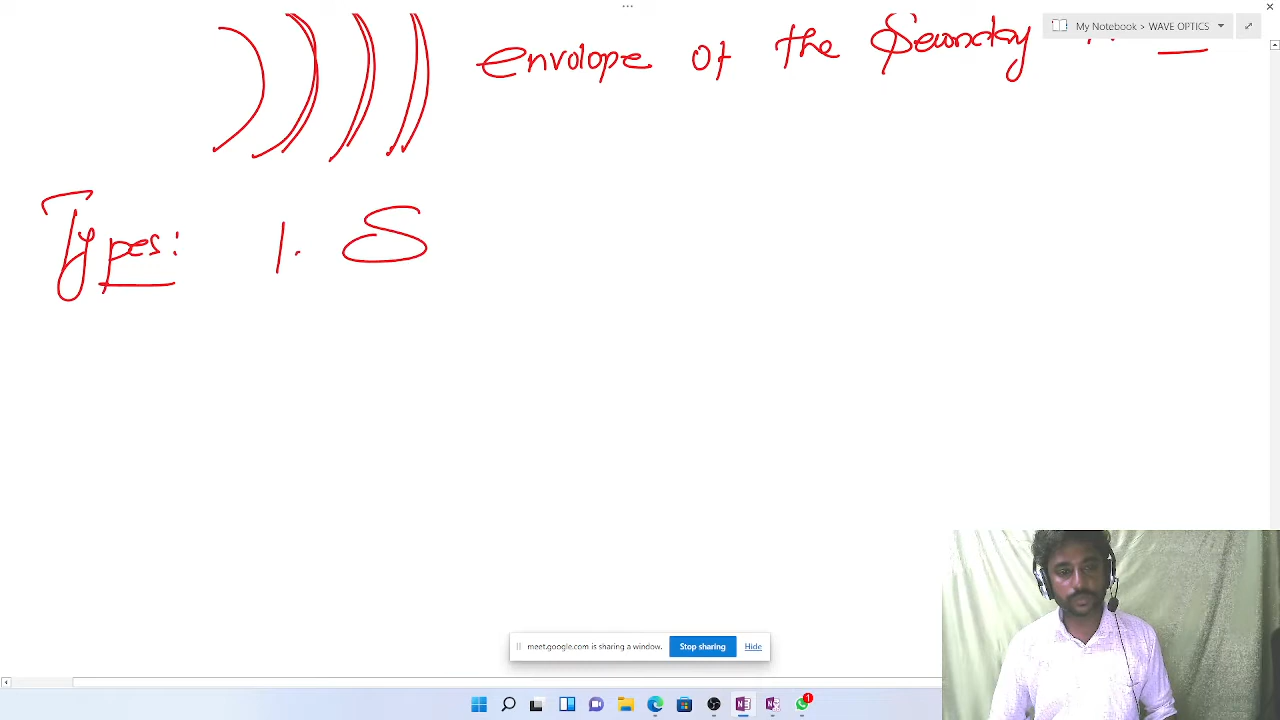 My Notebook > WAVE OPTICS
envolope of the Secondary
Types: 1. S
meet.google.com is sharing a window. Stop sharing Hide
1